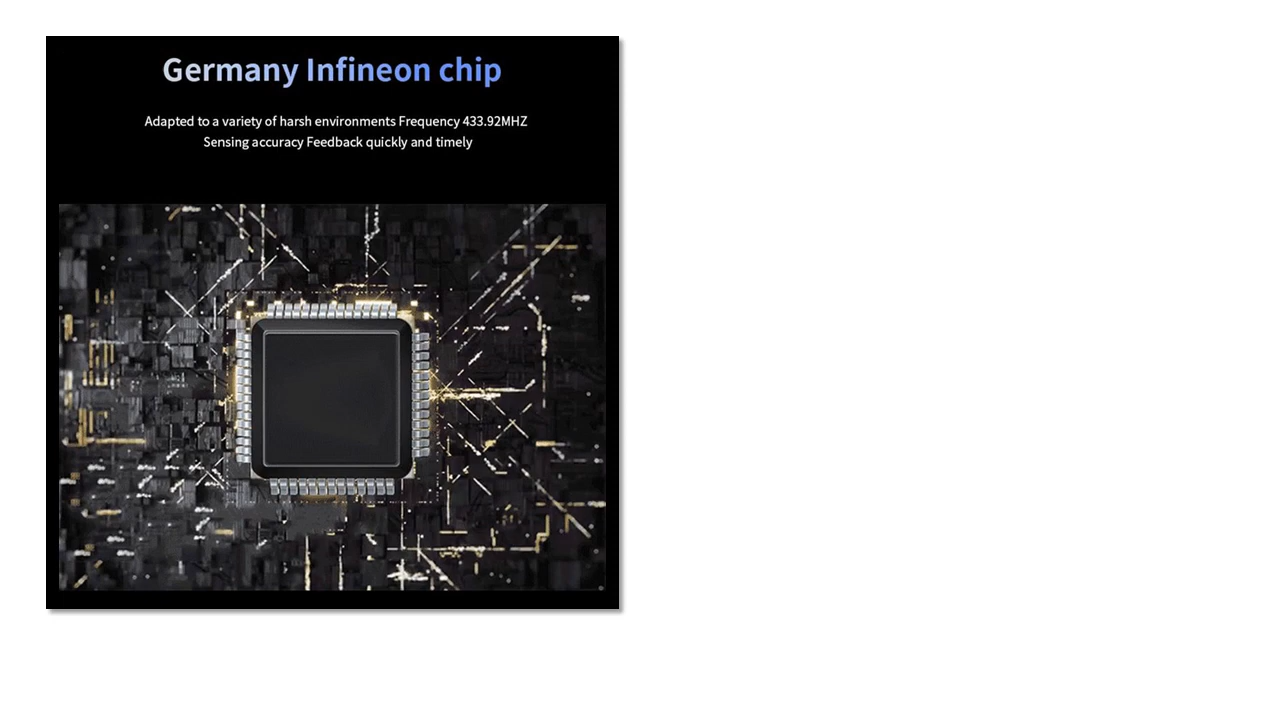 Germany Infineon chip
Adapted to a variety of harsh environments Frequency 433.92MHZ
Sensing accuracy Feedback quickly and timely